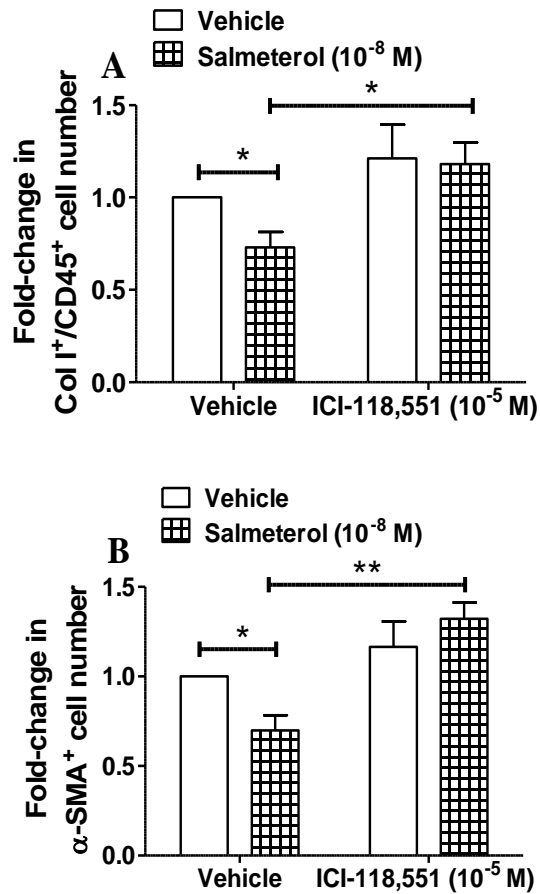 Vehicle
Salmeterol (10⁻⁸ M)
A
*
*
1.5
1.0
0.5
0.0
Fold-change in
Col I⁺/CD45⁺ cell number
Vehicle ICI-118,551 (10⁻⁵ M)
Vehicle
Salmeterol (10⁻⁸ M)
B
**
*
1.5
1.0
0.5
0.0
Fold-change in
α-SMA⁺ cell number
Vehicle ICI-118,551 (10⁻⁵ M)